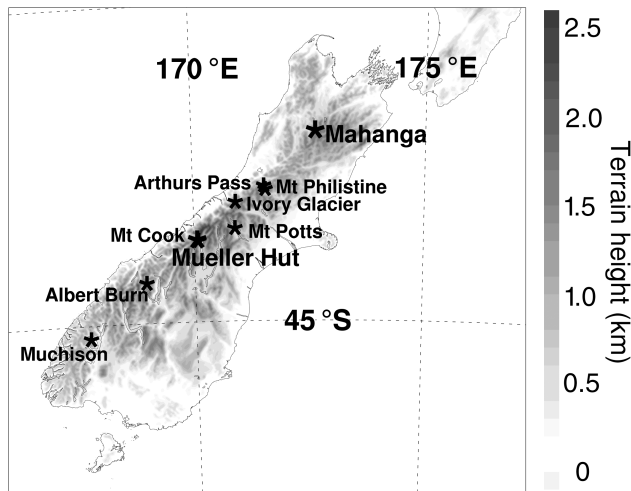 170 °E
175 °E
Mahanga
Arthurs Pass
Mt Philistine
Ivory Glacier
Mt Cook
Mt Potts
Mueller Hut
Albert Burn
45 °S
Muchison
2.5
2.0
1.5
1.0
0.5
0
Terrain height (km)